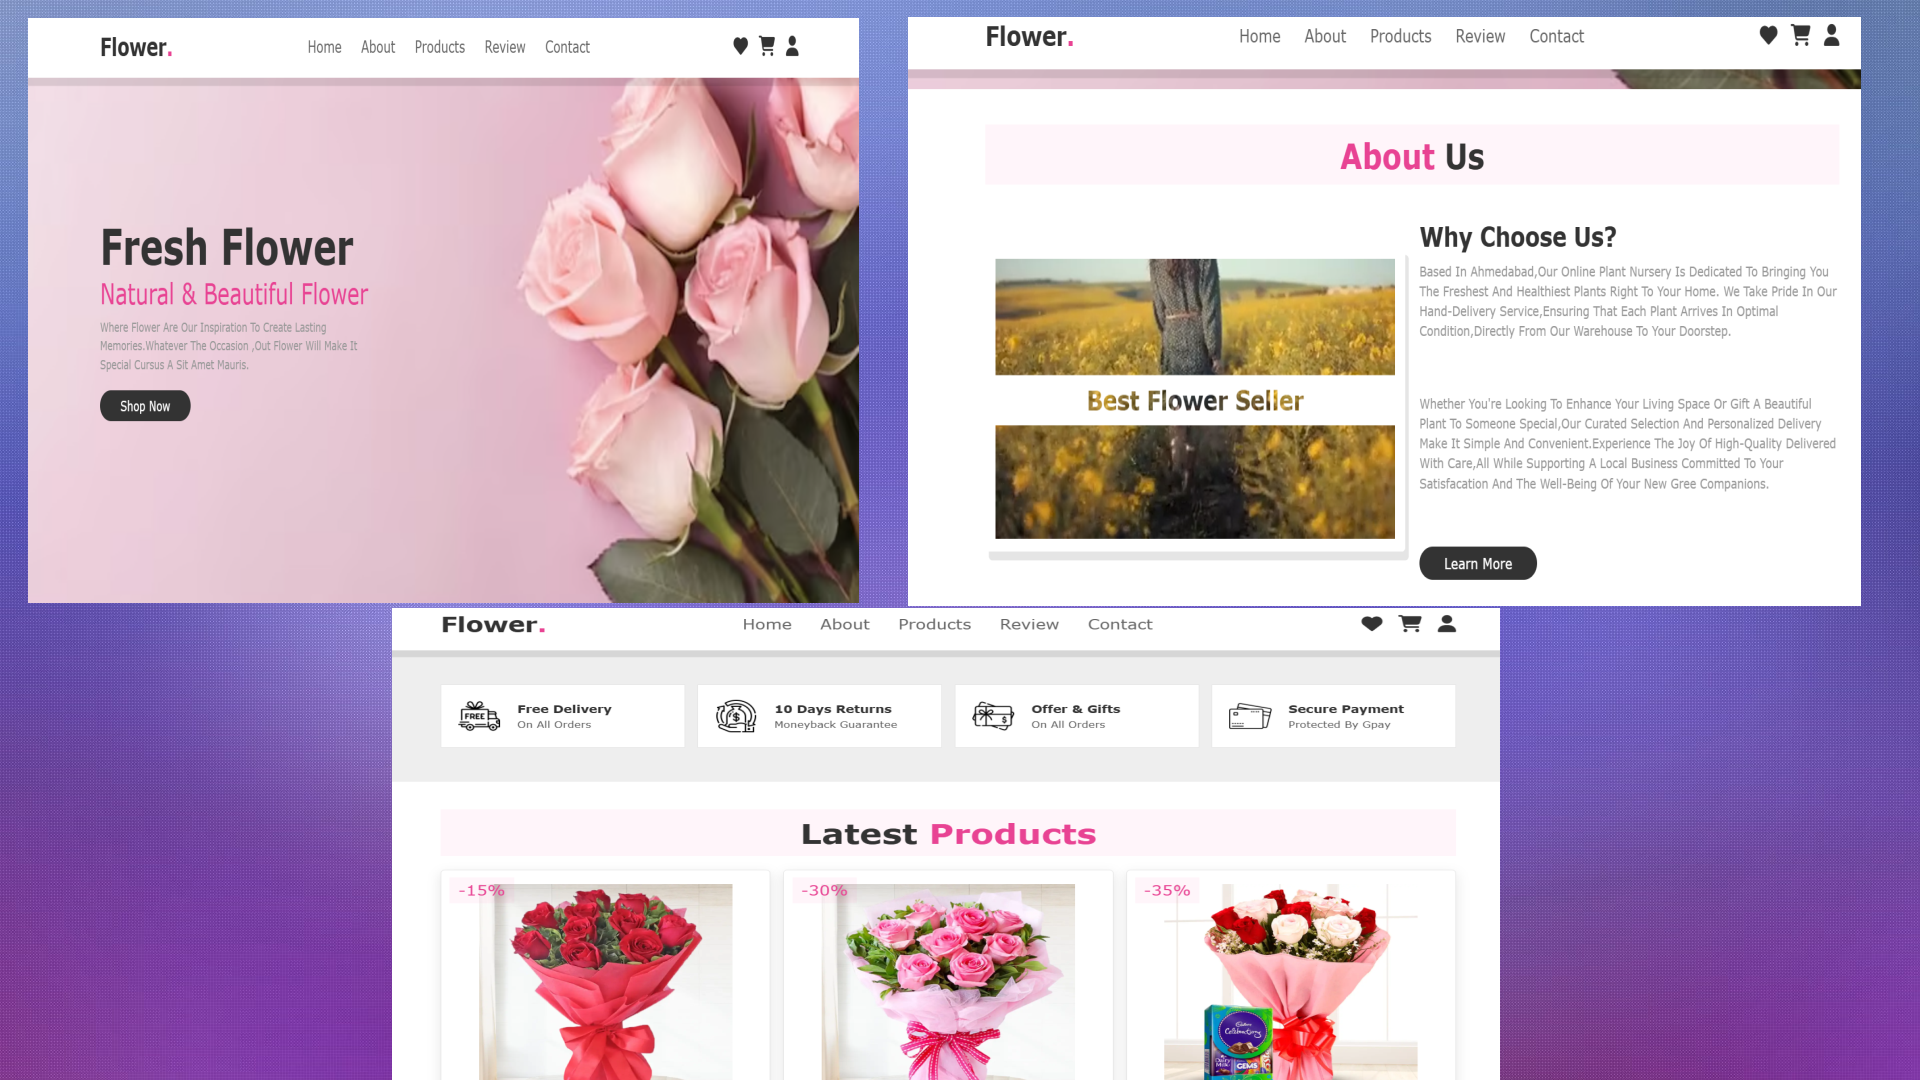 Flower.
Home About Products Review Contact
Fresh Flower
Natural & Beautiful Flower
Where Flower Are Our Inspiration To Create Lasting
Memories.Whatever The Occasion ,Out Flower Will Make It
Special Cursus A Sit Amet Mauris.
Shop Now
Flower.
Home About Products Review Contact
About Us
Best Flower Seller
Why Choose Us?
Based In Ahmedabad,Our Online Plant Nursery Is Dedicated To Bringing You
The Freshest And Healthiest Plants Right To Your Home. We Take Pride In Our
Hand-Delivery Service,Ensuring That Each Plant Arrives In Optimal
Condition,Directly From Our Warehouse To Your Doorstep.
Whether You're Looking To Enhance Your Living Space Or Gift A Beautiful
Plant To Someone Special,Our Curated Selection And Personalized Delivery
Make It Simple And Convenient.Experience The Joy Of High-Quality Delivered
With Care,All While Supporting A Local Business Committed To Your
Satisfacation And The Well-Being Of Your New Gree Companions.
Learn More
Flower.
Home About Products Review Contact
FREE
Free Delivery
On All Orders
$
10 Days Returns
Moneyback Guarantee
$
Offer & Gifts
On All Orders
Secure Payment
Protected By Gpay
Latest Products
-15%
-30%
-35%
Cadbury
Celebrations
Dairy
Milk
GEMS